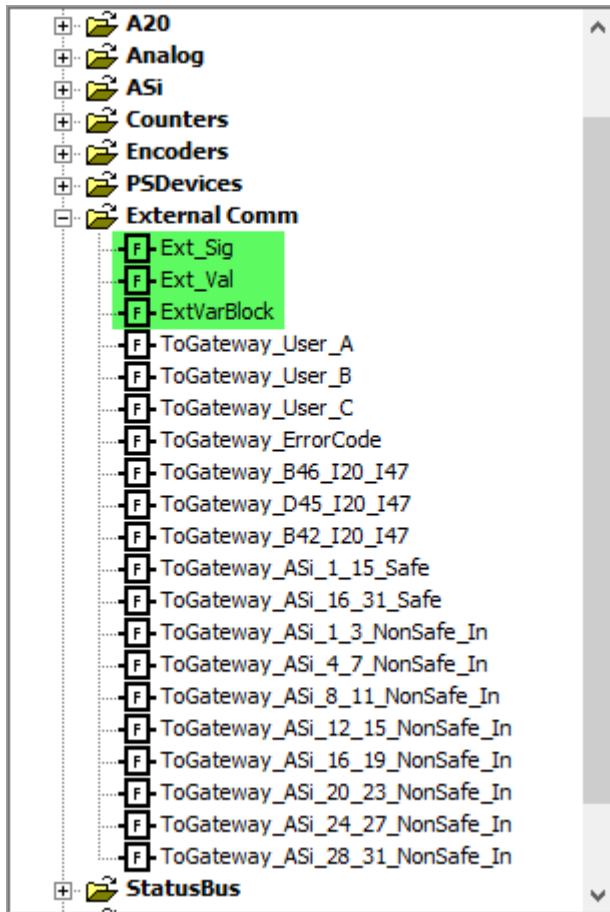 A20
Analog
ASi
Counters
Encoders
PSDevices
External Comm
F Ext_Sig
F Ext_Val
F ExtVarBlock
F ToGateway_User_A
F ToGateway_User_B
F ToGateway_User_C
F ToGateway_ErrorCode
F ToGateway_B46_I20_I47
F ToGateway_D45_I20_I47
F ToGateway_B42_I20_I47
F ToGateway_ASi_1_15_Safe
F ToGateway_ASi_16_31_Safe
F ToGateway_ASi_1_3_NonSafe_In
F ToGateway_ASi_4_7_NonSafe_In
F ToGateway_ASi_8_11_NonSafe_In
F ToGateway_ASi_12_15_NonSafe_In
F ToGateway_ASi_16_19_NonSafe_In
F ToGateway_ASi_20_23_NonSafe_In
F ToGateway_ASi_24_27_NonSafe_In
F ToGateway_ASi_28_31_NonSafe_In
StatusBus